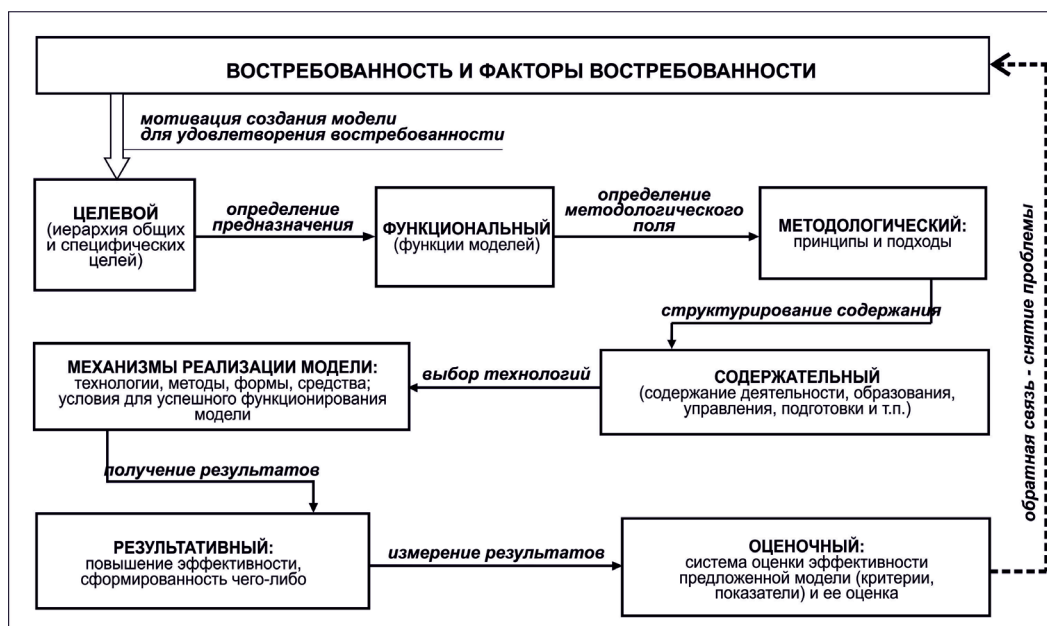 ВОСТРЕБОВАННОСТЬ И ФАКТОРЫ ВОСТРЕБОВАННОСТИ
мотивация создания модели
для удовлетворения востребованности
ЦЕЛЕВОЙ
(иерархия общих
и специфических
целей)
определение
предназначения
ФУНКЦИОНАЛЬНЫЙ
(функции моделей)
определение
методологического
поля
МЕТОДОЛОГИЧЕСКИЙ:
принципы и подходы
структурирование содержания
СОДЕРЖАТЕЛЬНЫЙ
(содержание деятельности, образования,
управления, подготовки и т.п.)
выбор технологий
МЕХАНИЗМЫ РЕАЛИЗАЦИИ МОДЕЛИ:
технологии, методы, формы, средства;
условия для успешного функционирования
модели
получение результатов
РЕЗУЛЬТАТИВНЫЙ:
повышение эффективности,
сформированность чего-либо
измерение результатов
ОЦЕНОЧНЫЙ:
система оценки эффективности
предложенной модели (критерии,
показатели) и ее оценка
обратная связь - снятие проблемы